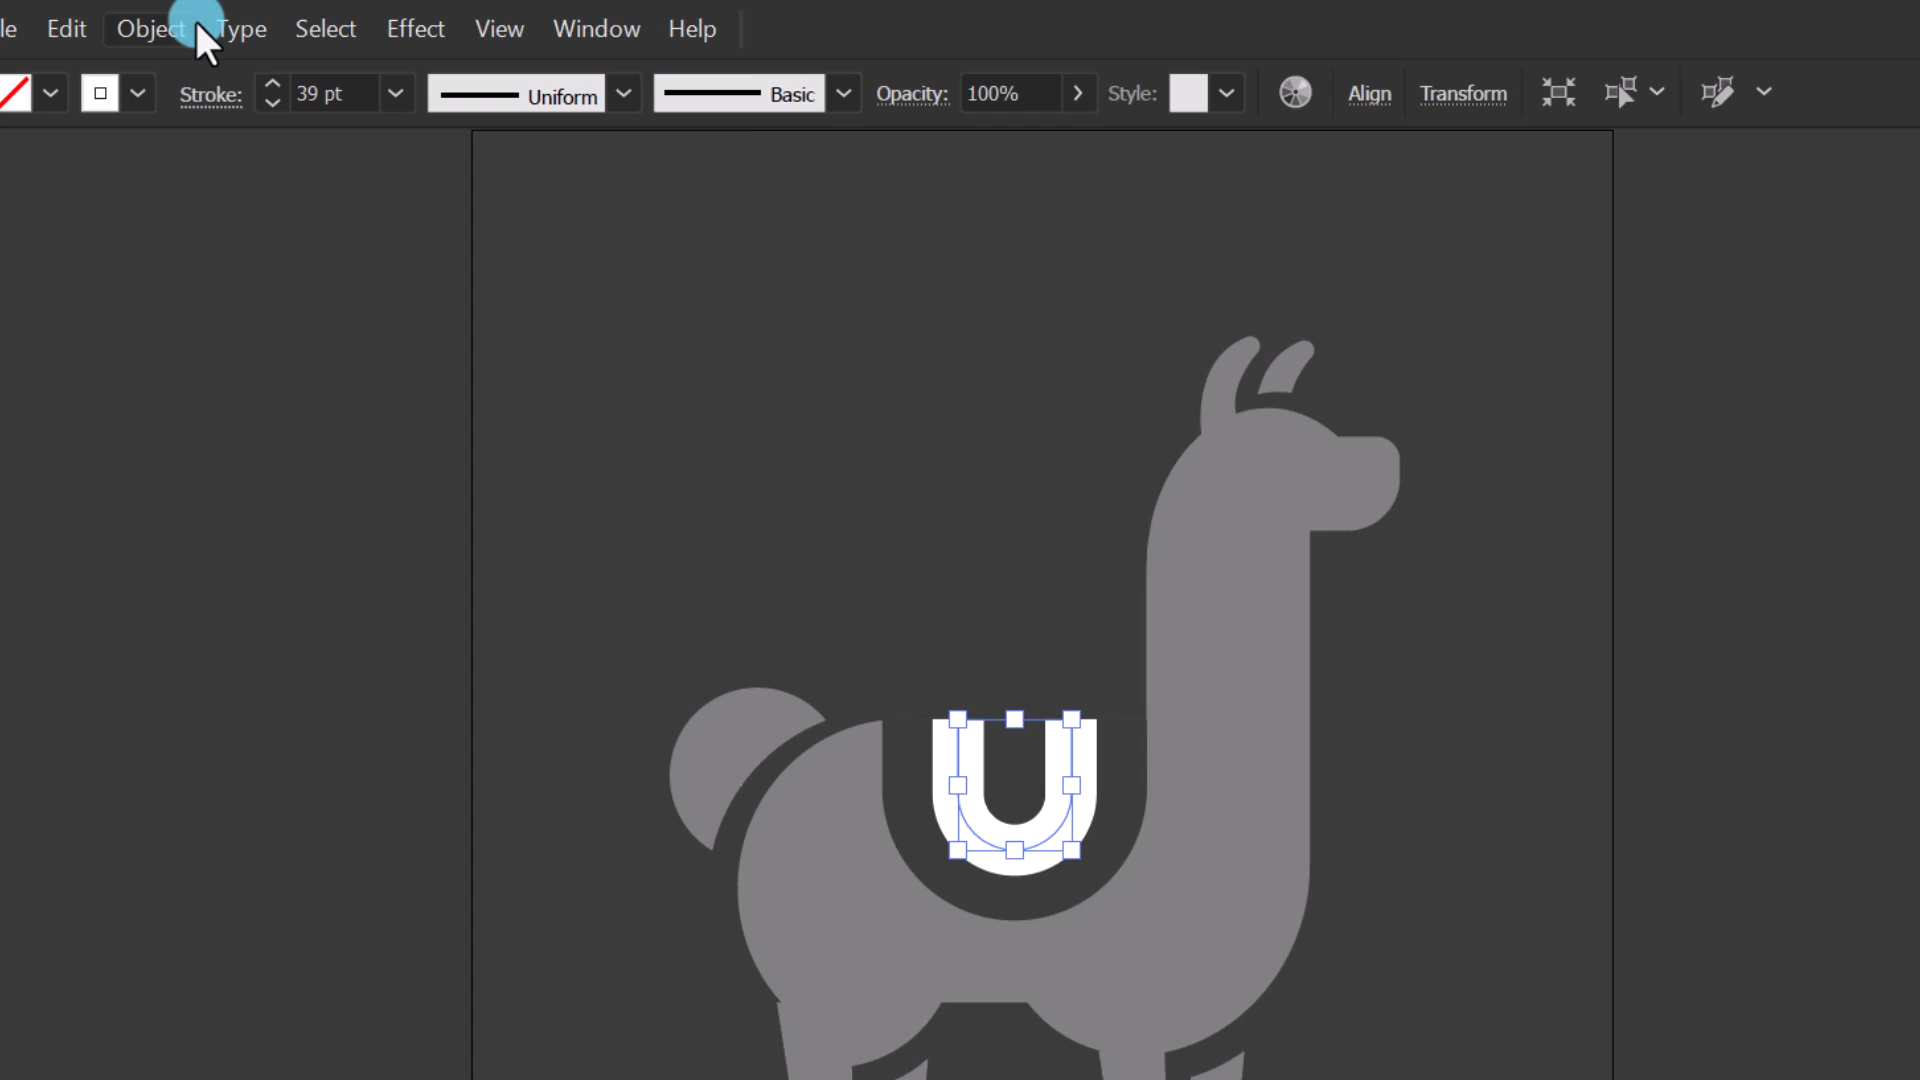 le Edit Object Type Select Effect View Window Help
Stroke: 39 pt Uniform Basic Opacity: 100% Style: Align Transform